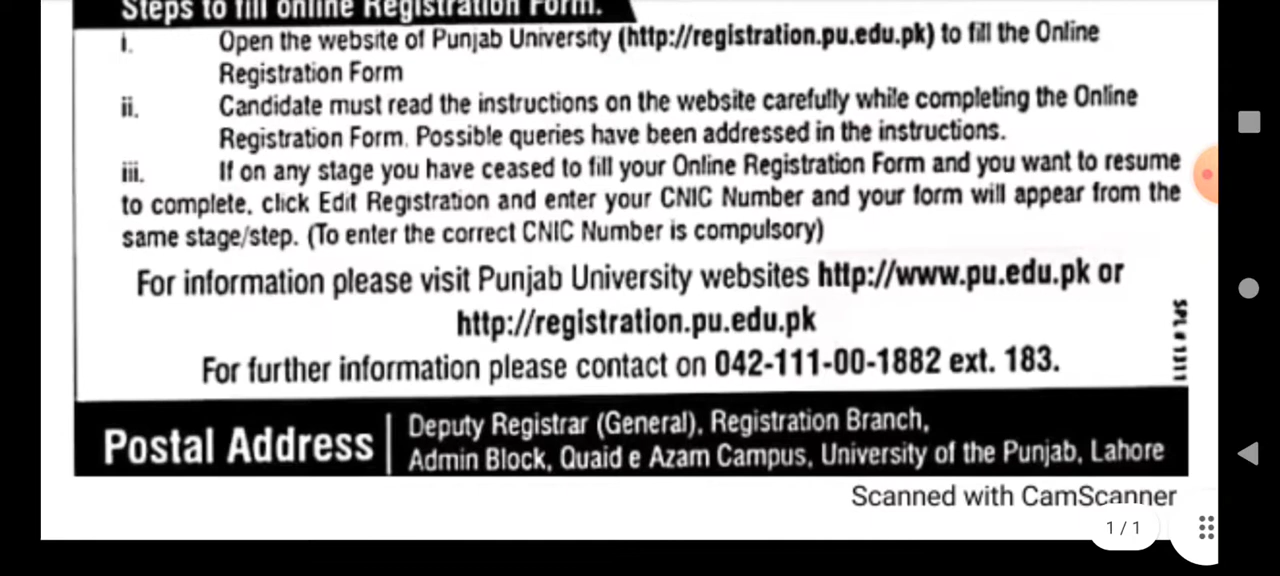 Steps to fill online Registration Form.
i. Open the website of Punjab University (http://registration.pu.edu.pk) to fill the Online
Registration Form
ii. Candidate must read the instructions on the website carefully while completing the Online
Registration Form. Possible queries have been addressed in the instructions.
iii. If on any stage you have ceased to fill your Online Registration Form and you want to resume
to complete, click Edit Registration and enter your CNIC Number and your form will appear from the
same stage/step. (To enter the correct CNIC Number is compulsory)
For information please visit Punjab University websites http://www.pu.edu.pk or
http://registration.pu.edu.pk
For further information please contact on 042-111-00-1882 ext. 183.
SPL # 1311
Postal Address
Deputy Registrar (General), Registration Branch,
Admin Block, Quaid e Azam Campus, University of the Punjab, Lahore
Scanned with CamScanner
1 / 1